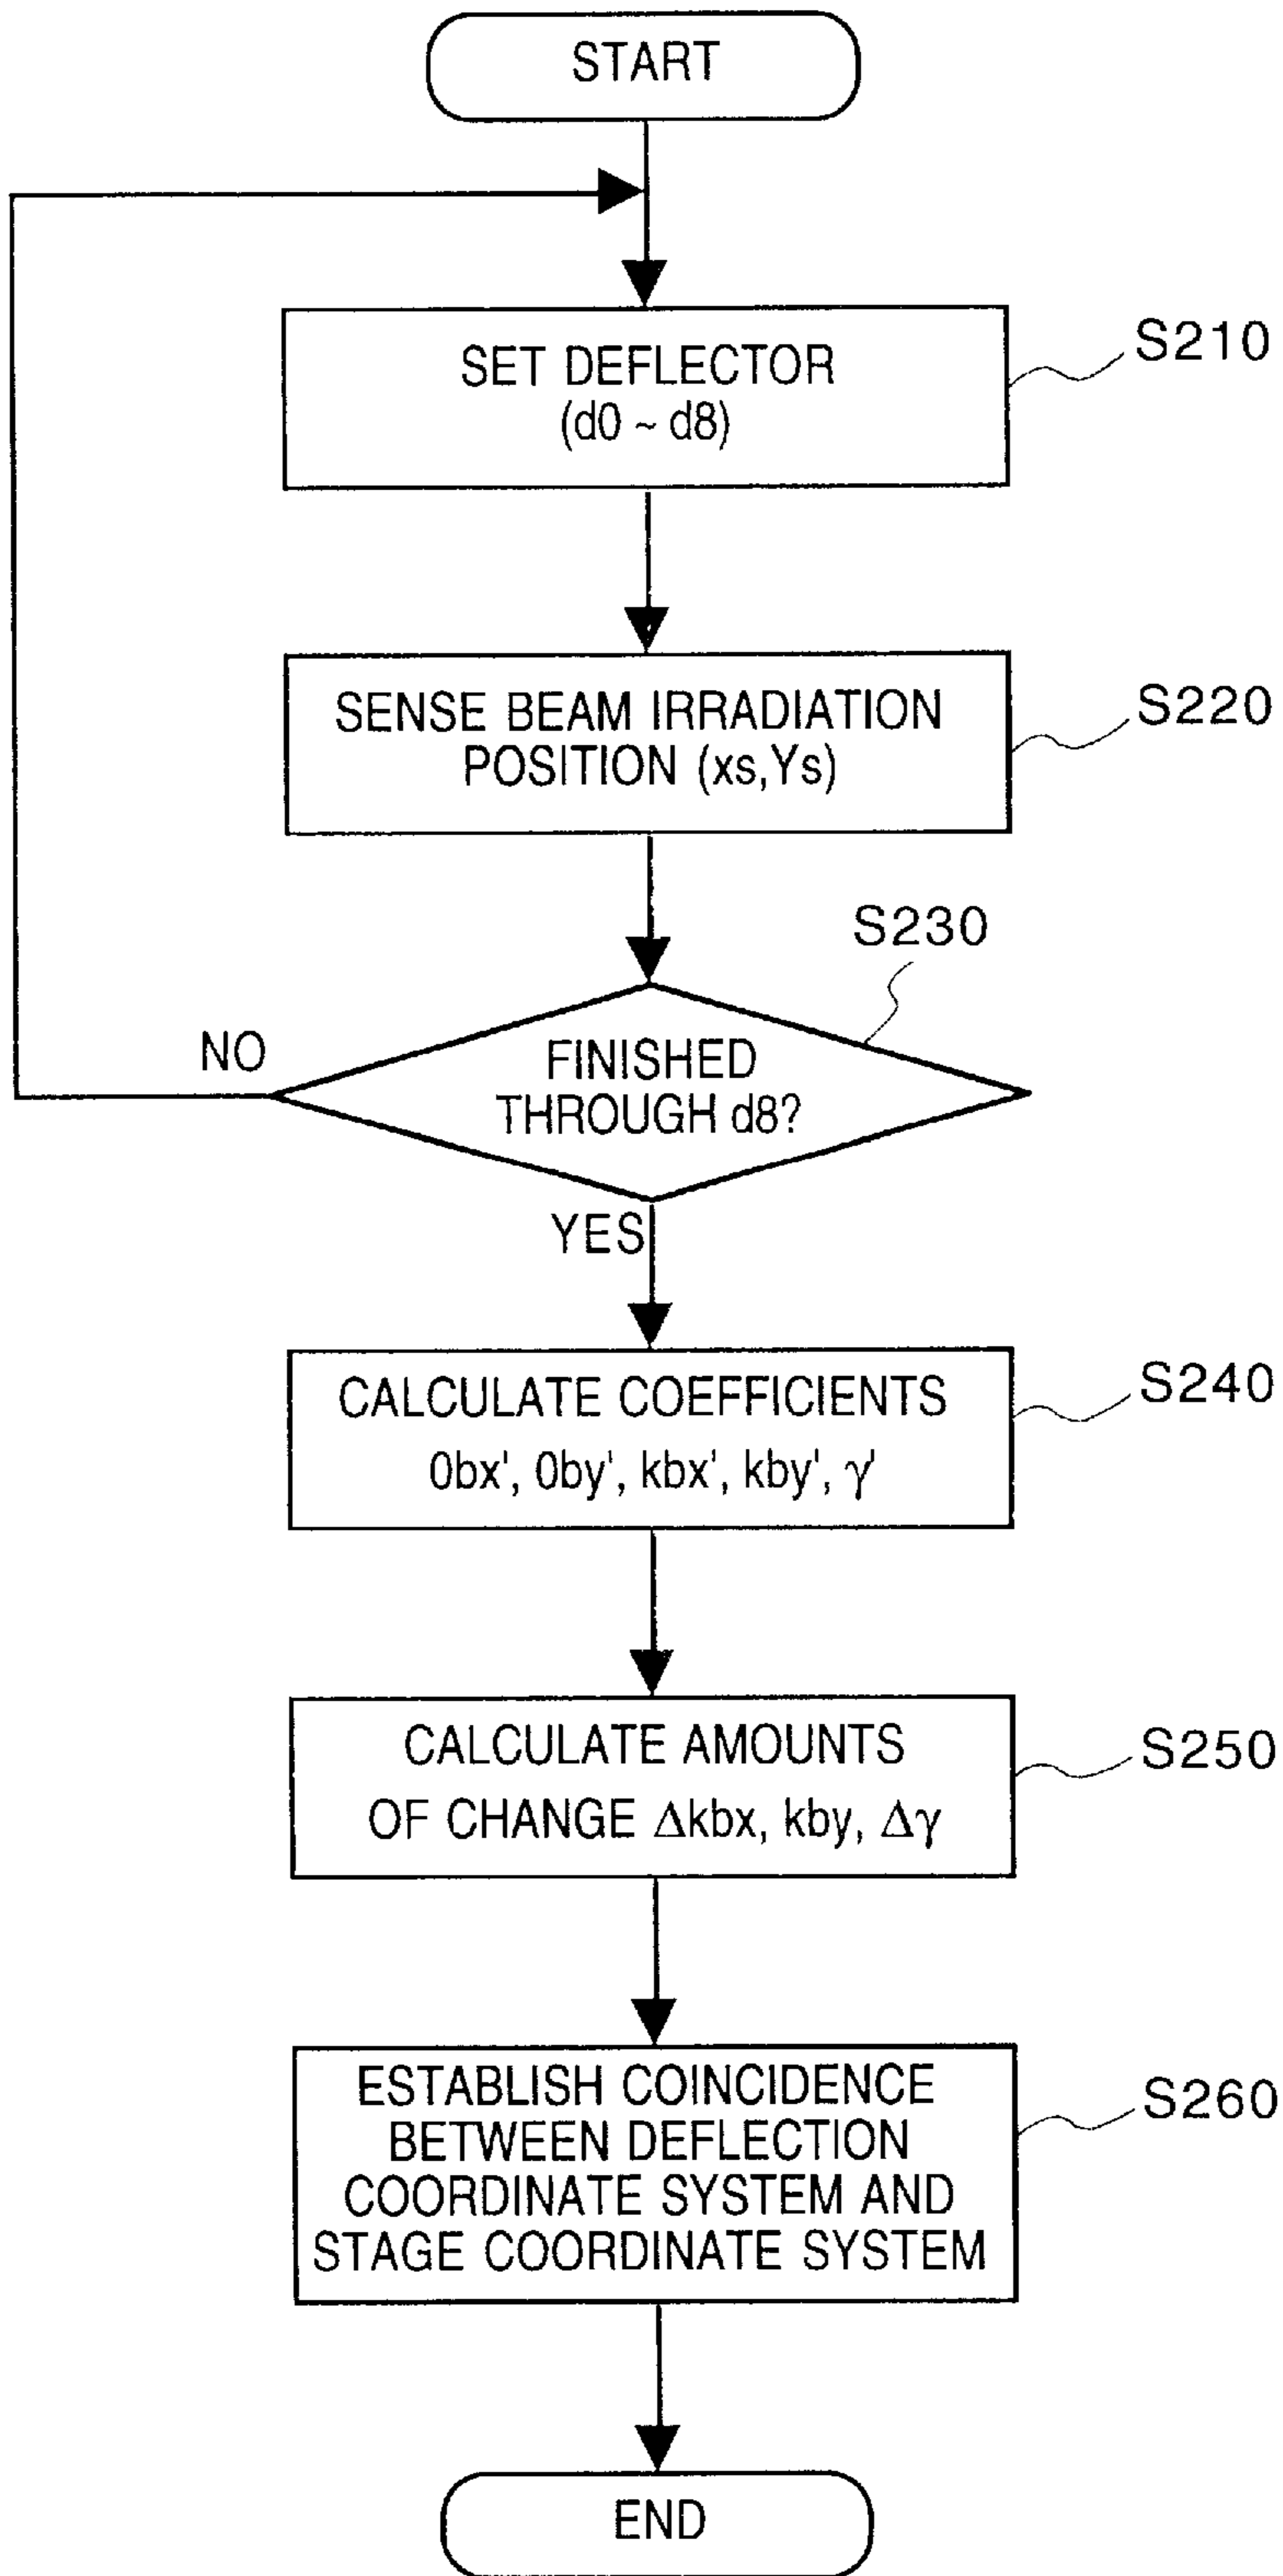 START
SET DEFLECTOR
(d0 ~ d8)
S210
SENSE BEAM IRRADIATION
POSITION (xs,Ys)
S220
S230
NO
FINISHED
THROUGH d8?
YES
CALCULATE COEFFICIENTS
0bx', 0by', kbx', kby', γ'
S240
CALCULATE AMOUNTS
OF CHANGE Δkbx, kby, Δγ
S250
ESTABLISH COINCIDENCE
BETWEEN DEFLECTION
COORDINATE SYSTEM AND
STAGE COORDINATE SYSTEM
S260
END